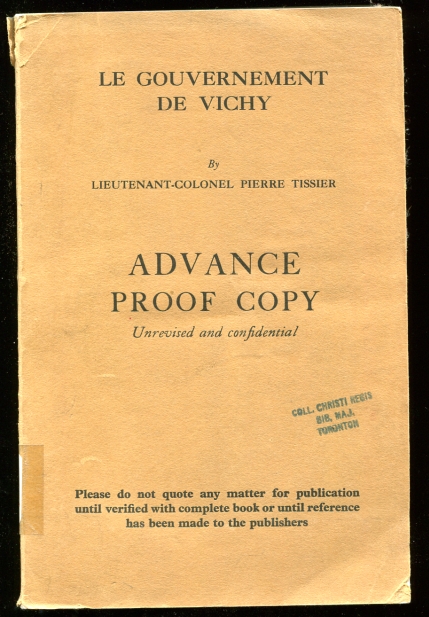 LE GOUVERNEMENT
DE VICHY
By
LIEUTENANT-COLONEL PIERRE TISSIER
ADVANCE
PROOF COPY
Unrevised and confidential
COLL. CHRISTI REGIS
BIB. MAJ.
TORONTON
Please do not quote any matter for publication
until verified with complete book or until reference
has been made to the publishers